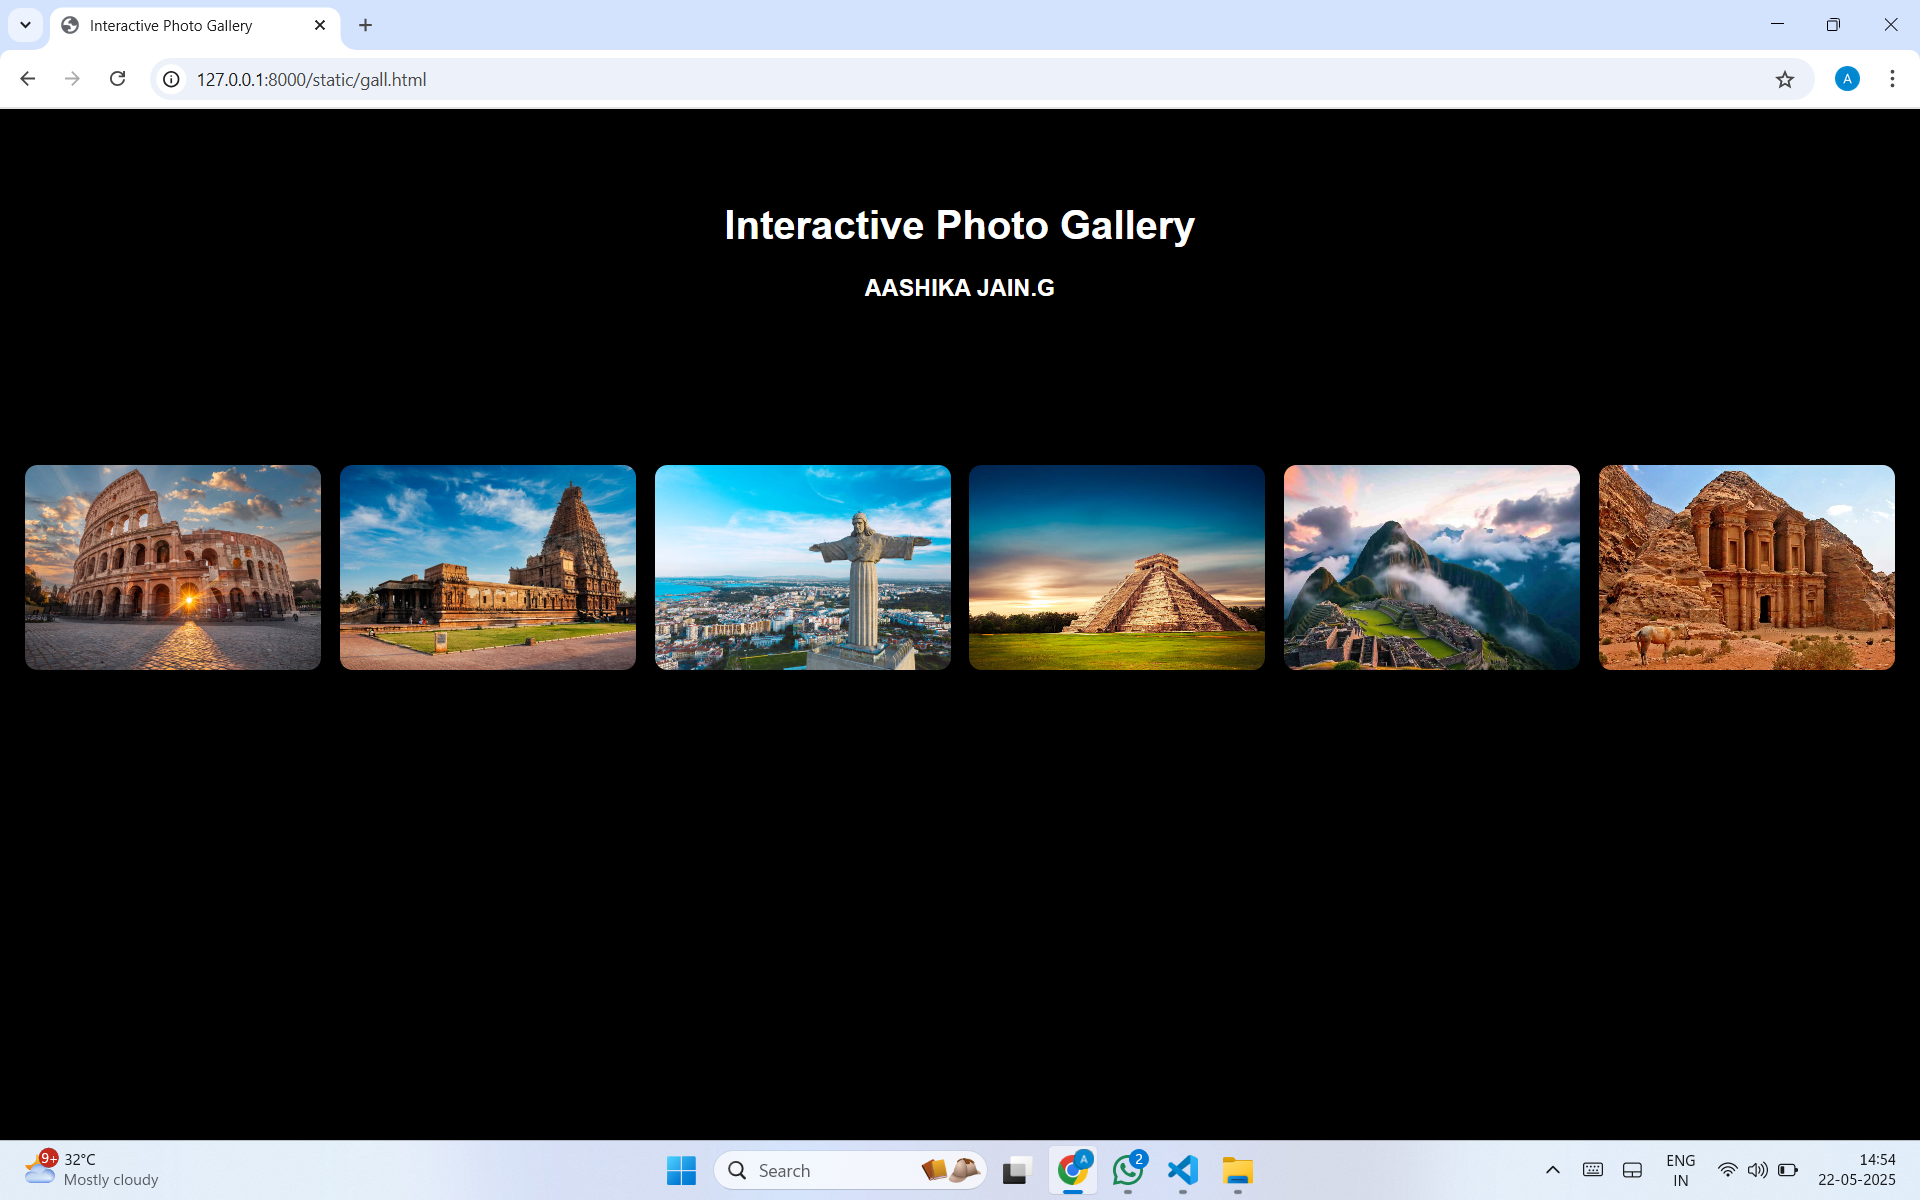 Interactive Photo Gallery
127.0.0.1:8000/static/gall.html
A
Interactive Photo Gallery
AASHIKA JAIN.G
9+
32°C
Mostly cloudy
Search
A
2
ENG
IN
14:54
22-05-2025